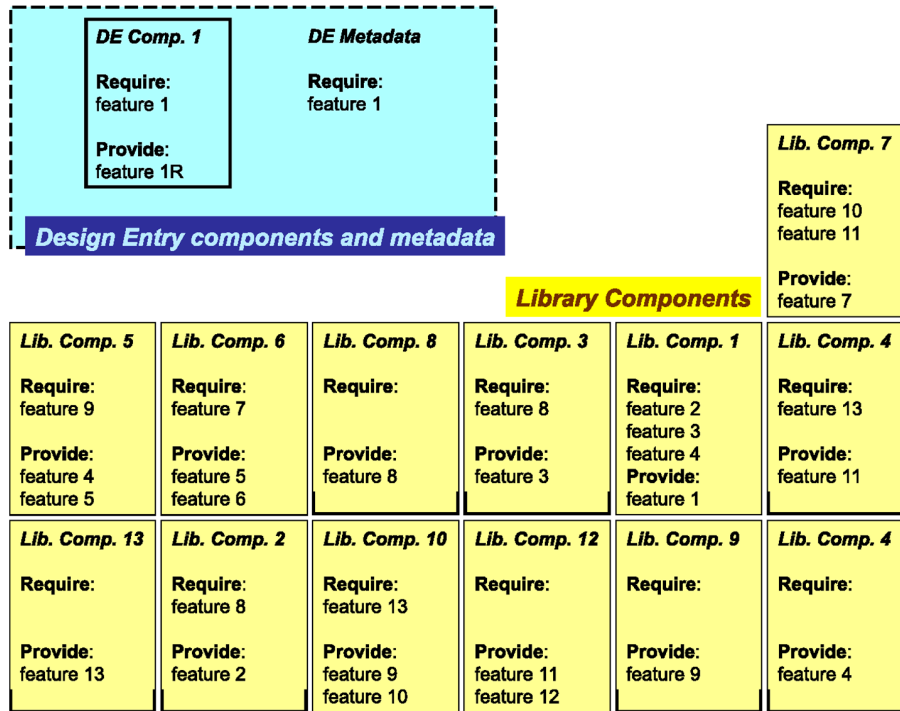 DE Comp. 1
Require:
feature 1
Provide:
feature 1R
DE Metadata
Require:
feature 1
Design Entry components and metadata
Library Components
Lib. Comp. 7
Require:
feature 10
feature 11
Provide:
feature 7
Lib. Comp. 5
Require:
feature 9
Provide:
feature 4
feature 5
Lib. Comp. 6
Require:
feature 7
Provide:
feature 5
feature 6
Lib. Comp. 8
Require:
Provide:
feature 8
Lib. Comp. 3
Require:
feature 8
Provide:
feature 3
Lib. Comp. 1
Require:
feature 2
feature 3
feature 4
Provide:
feature 1
Lib. Comp. 4
Require:
feature 13
Provide:
feature 11
Lib. Comp. 13
Require:
Provide:
feature 13
Lib. Comp. 2
Require:
feature 8
Provide:
feature 2
Lib. Comp. 10
Require:
feature 13
Provide:
feature 9
feature 10
Lib. Comp. 12
Require:
Provide:
feature 11
feature 12
Lib. Comp. 9
Require:
Provide:
feature 9
Lib. Comp. 4
Require:
Provide:
feature 4